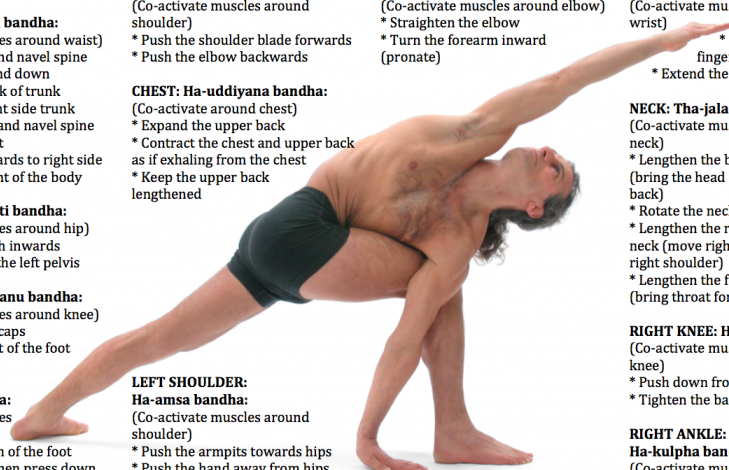 bandha:
es around waist)
nd navel spine
nd down
k of trunk
t side trunk
and navel spine
t
ards to right side
nt of the body
ti bandha:
es around hip)
h inwards
the left pelvis
anu bandha:
es around knee)
caps
t of the foot
a:
es
n of the foot
hen press down
(Co-activate muscles around
shoulder)
* Push the shoulder blade forwards
* Push the elbow backwards
CHEST: Ha-uddiyana bandha:
(Co-activate around chest)
* Expand the upper back
* Contract the chest and upper back
as if exhaling from the chest
* Keep the upper back
lengthened
LEFT SHOULDER:
Ha-amsa bandha:
(Co-activate muscles around
shoulder)
* Push the armpits towards hips
* Push the hand away from hips
(Co-activate muscles around elbow)
* Straighten the elbow
* Turn the forearm inward
(pronate)
(Co-activate mu
wrist)
*
finge
* Extend the
NECK: Tha-jala
(Co-activate mu
neck)
* Lengthen the b
(bring the head
back)
* Rotate the nec
* Lengthen the r
neck (move righ
right shoulder)
* Lengthen the f
(bring throat for
RIGHT KNEE: H
(Co-activate mu
knee)
* Push down fro
* Tighten the ba
RIGHT ANKLE:
Ha-kulpha ban
(Co-activate mu